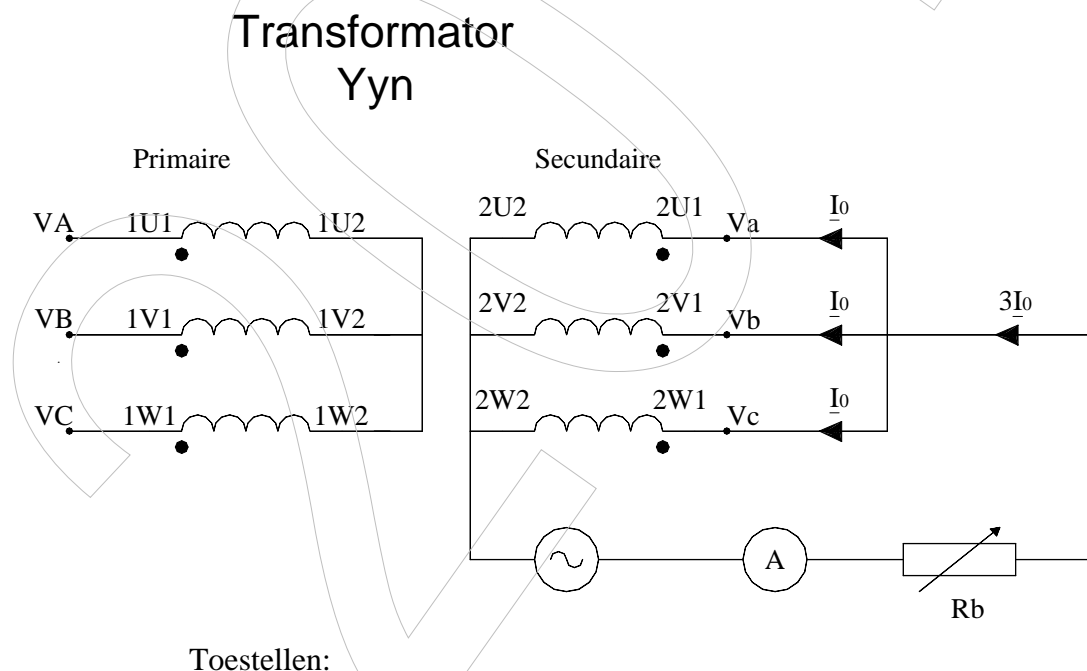 Transformator
Yyn
Primaire
Secundaire
VA 1U1 1U2 2U2 2U1 Va I0
VB 1V1 1V2 2V2 2V1 Vb I0 3I0
VC 1W1 1W2 2W2 2W1 Vc I0
A
Rb
Toestellen: